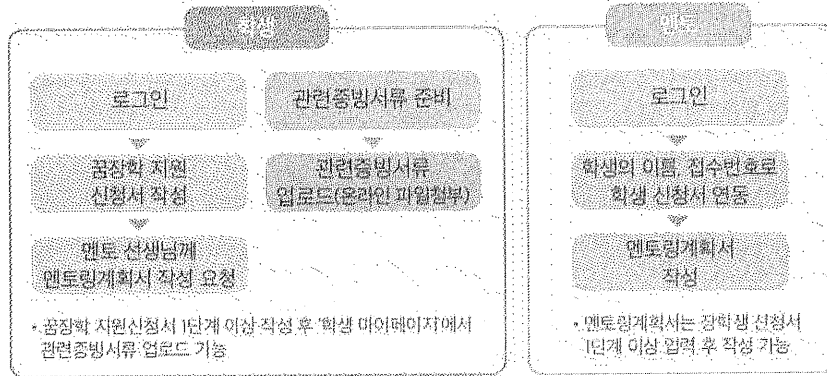 학생
로그인
꿈장학 지원
신청서 작성
멘토 선생님께
멘토링계획서 작성 요청
관련증빙서류 준비
관련증빙서류
업로드(온라인 파일첨부)
• 꿈장학 지원신청서 1단계 이상 작성 후 '학생 마이페이지'에서
관련증빙서류 업로드 가능
멘토
로그인
학생의 이름, 접수번호로
학생 신청서 연동
멘토링계획서
작성
• 멘토링계획서는 장학생 신청서
1단계 이상 입력 후 작성 가능